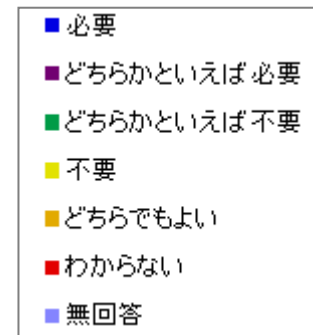 必要
どちらかといえば必要
どちらかといえば不要
不要
どちらでもよい
わからない
無回答